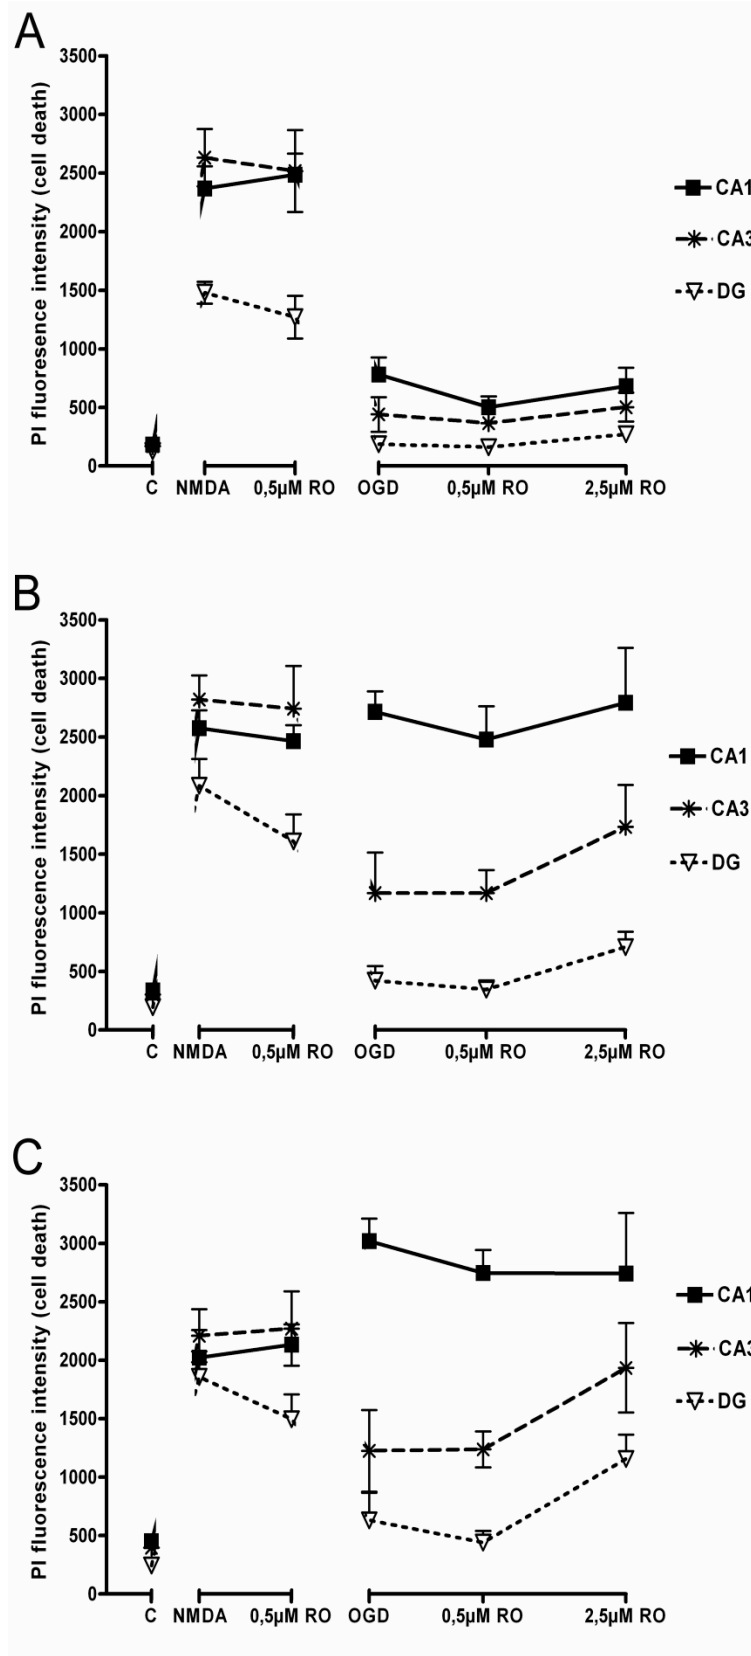 A
PI fluoresence intensity (cell death)
3500
3000
2500
2000
1500
1000
500
0
C NMDA 0,5µM RO OGD 0,5µM RO 2,5µM RO
CA1
CA3
DG
B
PI fluorescence intensity (cell death)
3500
3000
2500
2000
1500
1000
500
0
C NMDA 0,5µM RO OGD 0,5µM RO 2,5µM RO
CA1
CA3
DG
C
PI fluorescence intensity (cell death)
3500
3000
2500
2000
1500
1000
500
0
C NMDA 0,5µM RO OGD 0,5µM RO 2,5µM RO
CA1
CA3
DG